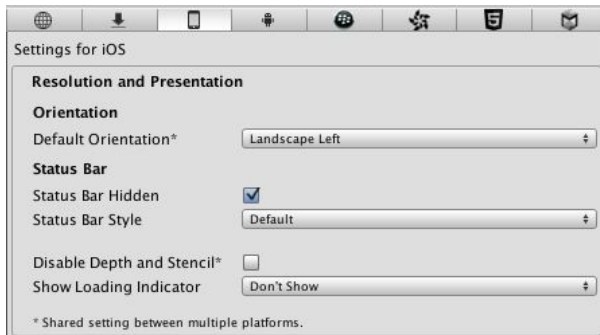 Settings for iOS
Resolution and Presentation
Orientation
Default Orientation* Landscape Left
Status Bar
Status Bar Hidden
Status Bar Style Default
Disable Depth and Stencil*
Show Loading Indicator Don't Show
* Shared setting between multiple platforms.